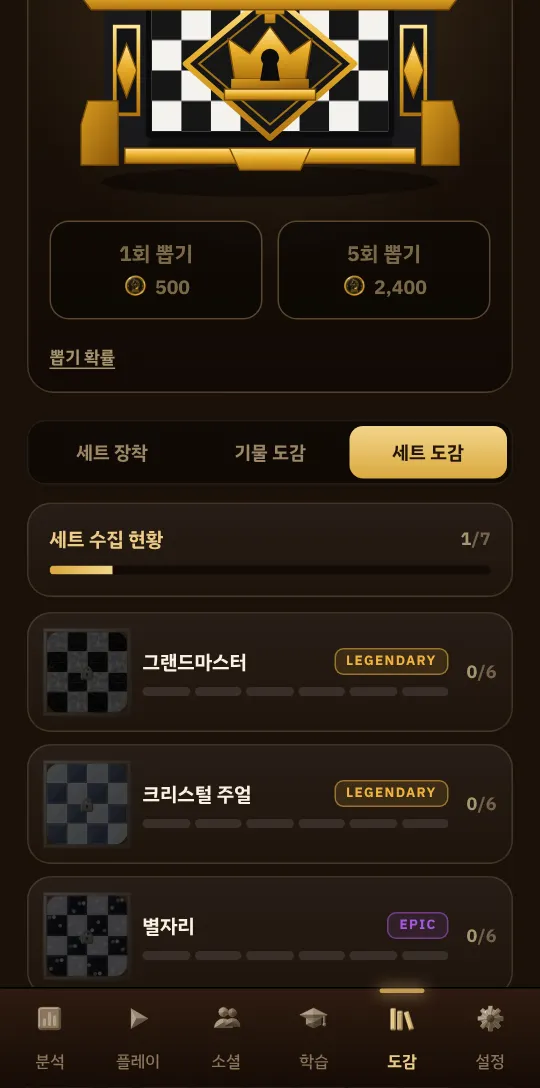 1회 뽑기
500
5회 뽑기
2,400
뽑기 확률
세트 장착
기물 도감
세트 도감
세트 수집 현황
1/7
그랜드마스터
LEGENDARY
0/6
크리스털 주얼
LEGENDARY
0/6
별자리
EPIC
0/6
분석
플레이
소셜
학습
도감
설정